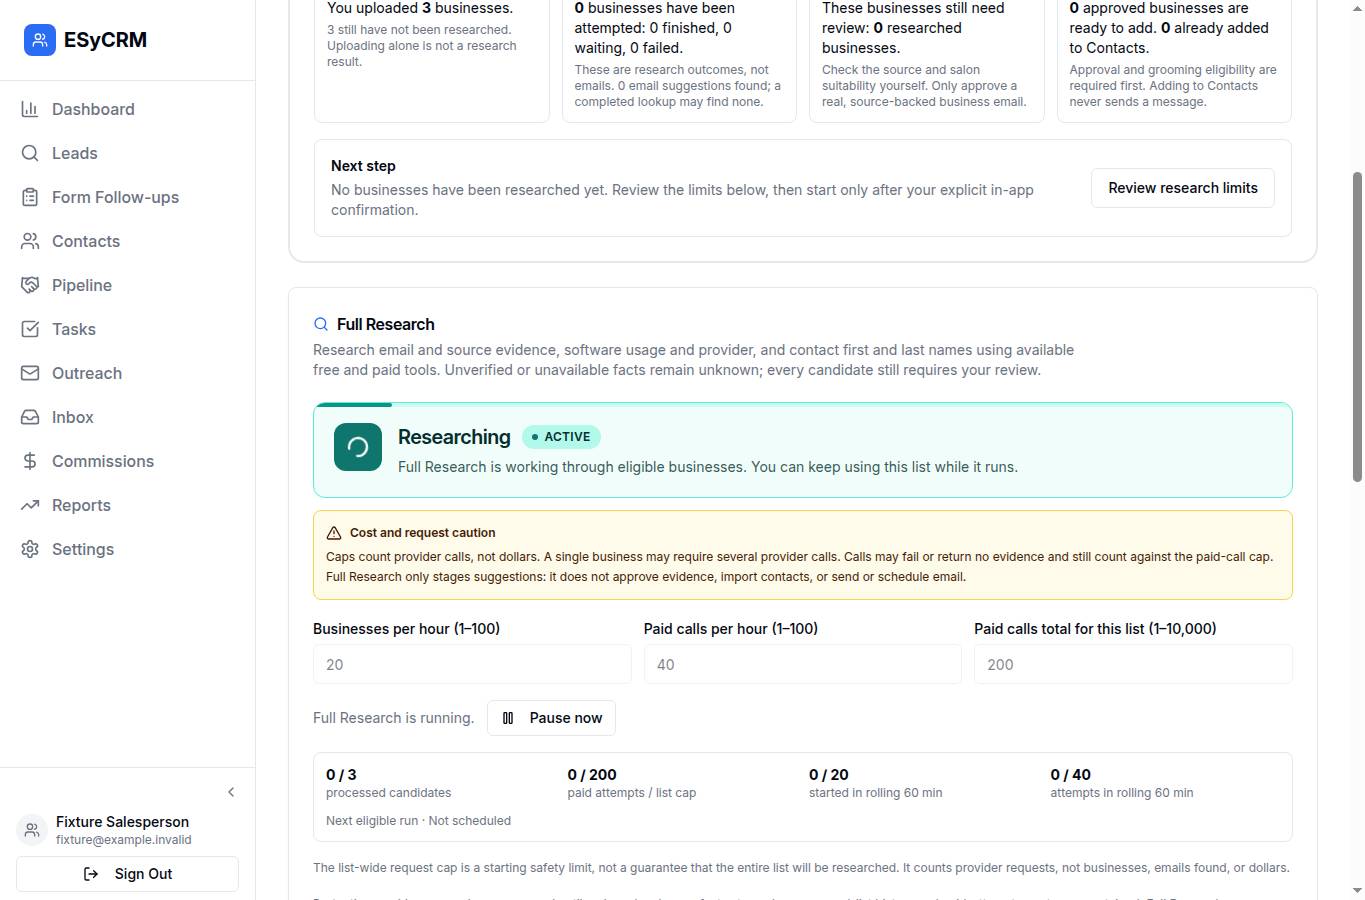 ESyCRM
Dashboard
Leads
Form Follow-ups
Contacts
Pipeline
Tasks
Outreach
Inbox
Commissions
Reports
Settings
Fixture Salesperson
fixture@example.invalid
Sign Out
You uploaded 3 businesses.
3 still have not been researched.
Uploading alone is not a research
result.
0 businesses have been
attempted: 0 finished, 0
waiting, 0 failed.
These are research outcomes, not
emails. 0 email suggestions found; a
completed lookup may find none.
These businesses still need
review: 0 researched
businesses.
Check the source and salon
suitability yourself. Only approve a
real, source-backed business email.
0 approved businesses are
ready to add. 0 already added
to Contacts.
Approval and grooming eligibility are
required first. Adding to Contacts
never sends a message.
Next step
No businesses have been researched yet. Review the limits below, then start only after your explicit in-app
confirmation.
Review research limits
Full Research
Research email and source evidence, software usage and provider, and contact first and last names using available
free and paid tools. Unverified or unavailable facts remain unknown; every candidate still requires your review.
Researching
ACTIVE
Full Research is working through eligible businesses. You can keep using this list while it runs.
Cost and request caution
Caps count provider calls, not dollars. A single business may require several provider calls. Calls may fail or return no evidence and still count against the paid-call cap.
Full Research only stages suggestions: it does not approve evidence, import contacts, or send or schedule email.
Businesses per hour (1–100)
20
Paid calls per hour (1–100)
40
Paid calls total for this list (1–10,000)
200
Full Research is running.
Pause now
0 / 3
processed candidates
0 / 200
paid attempts / list cap
0 / 20
started in rolling 60 min
0 / 40
attempts in rolling 60 min
Next eligible run · Not scheduled
The list-wide request cap is a starting safety limit, not a guarantee that the entire list will be researched. It counts provider requests, not businesses, emails found, or dollars.